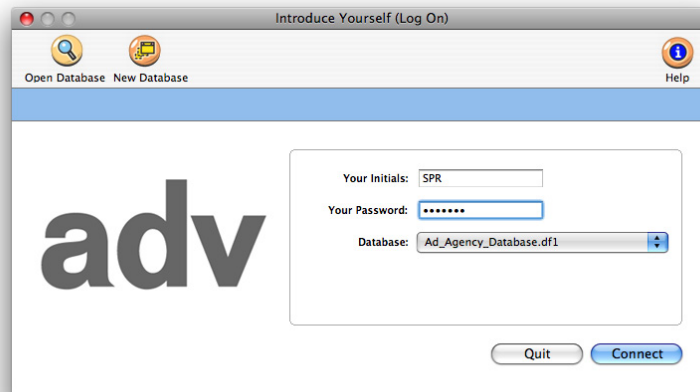 Introduce Yourself (Log On)
Open Database New Database Help
adv
Your Initials: SPR
Your Password: •••••••
Database: Ad_Agency_Database.df1
Quit Connect